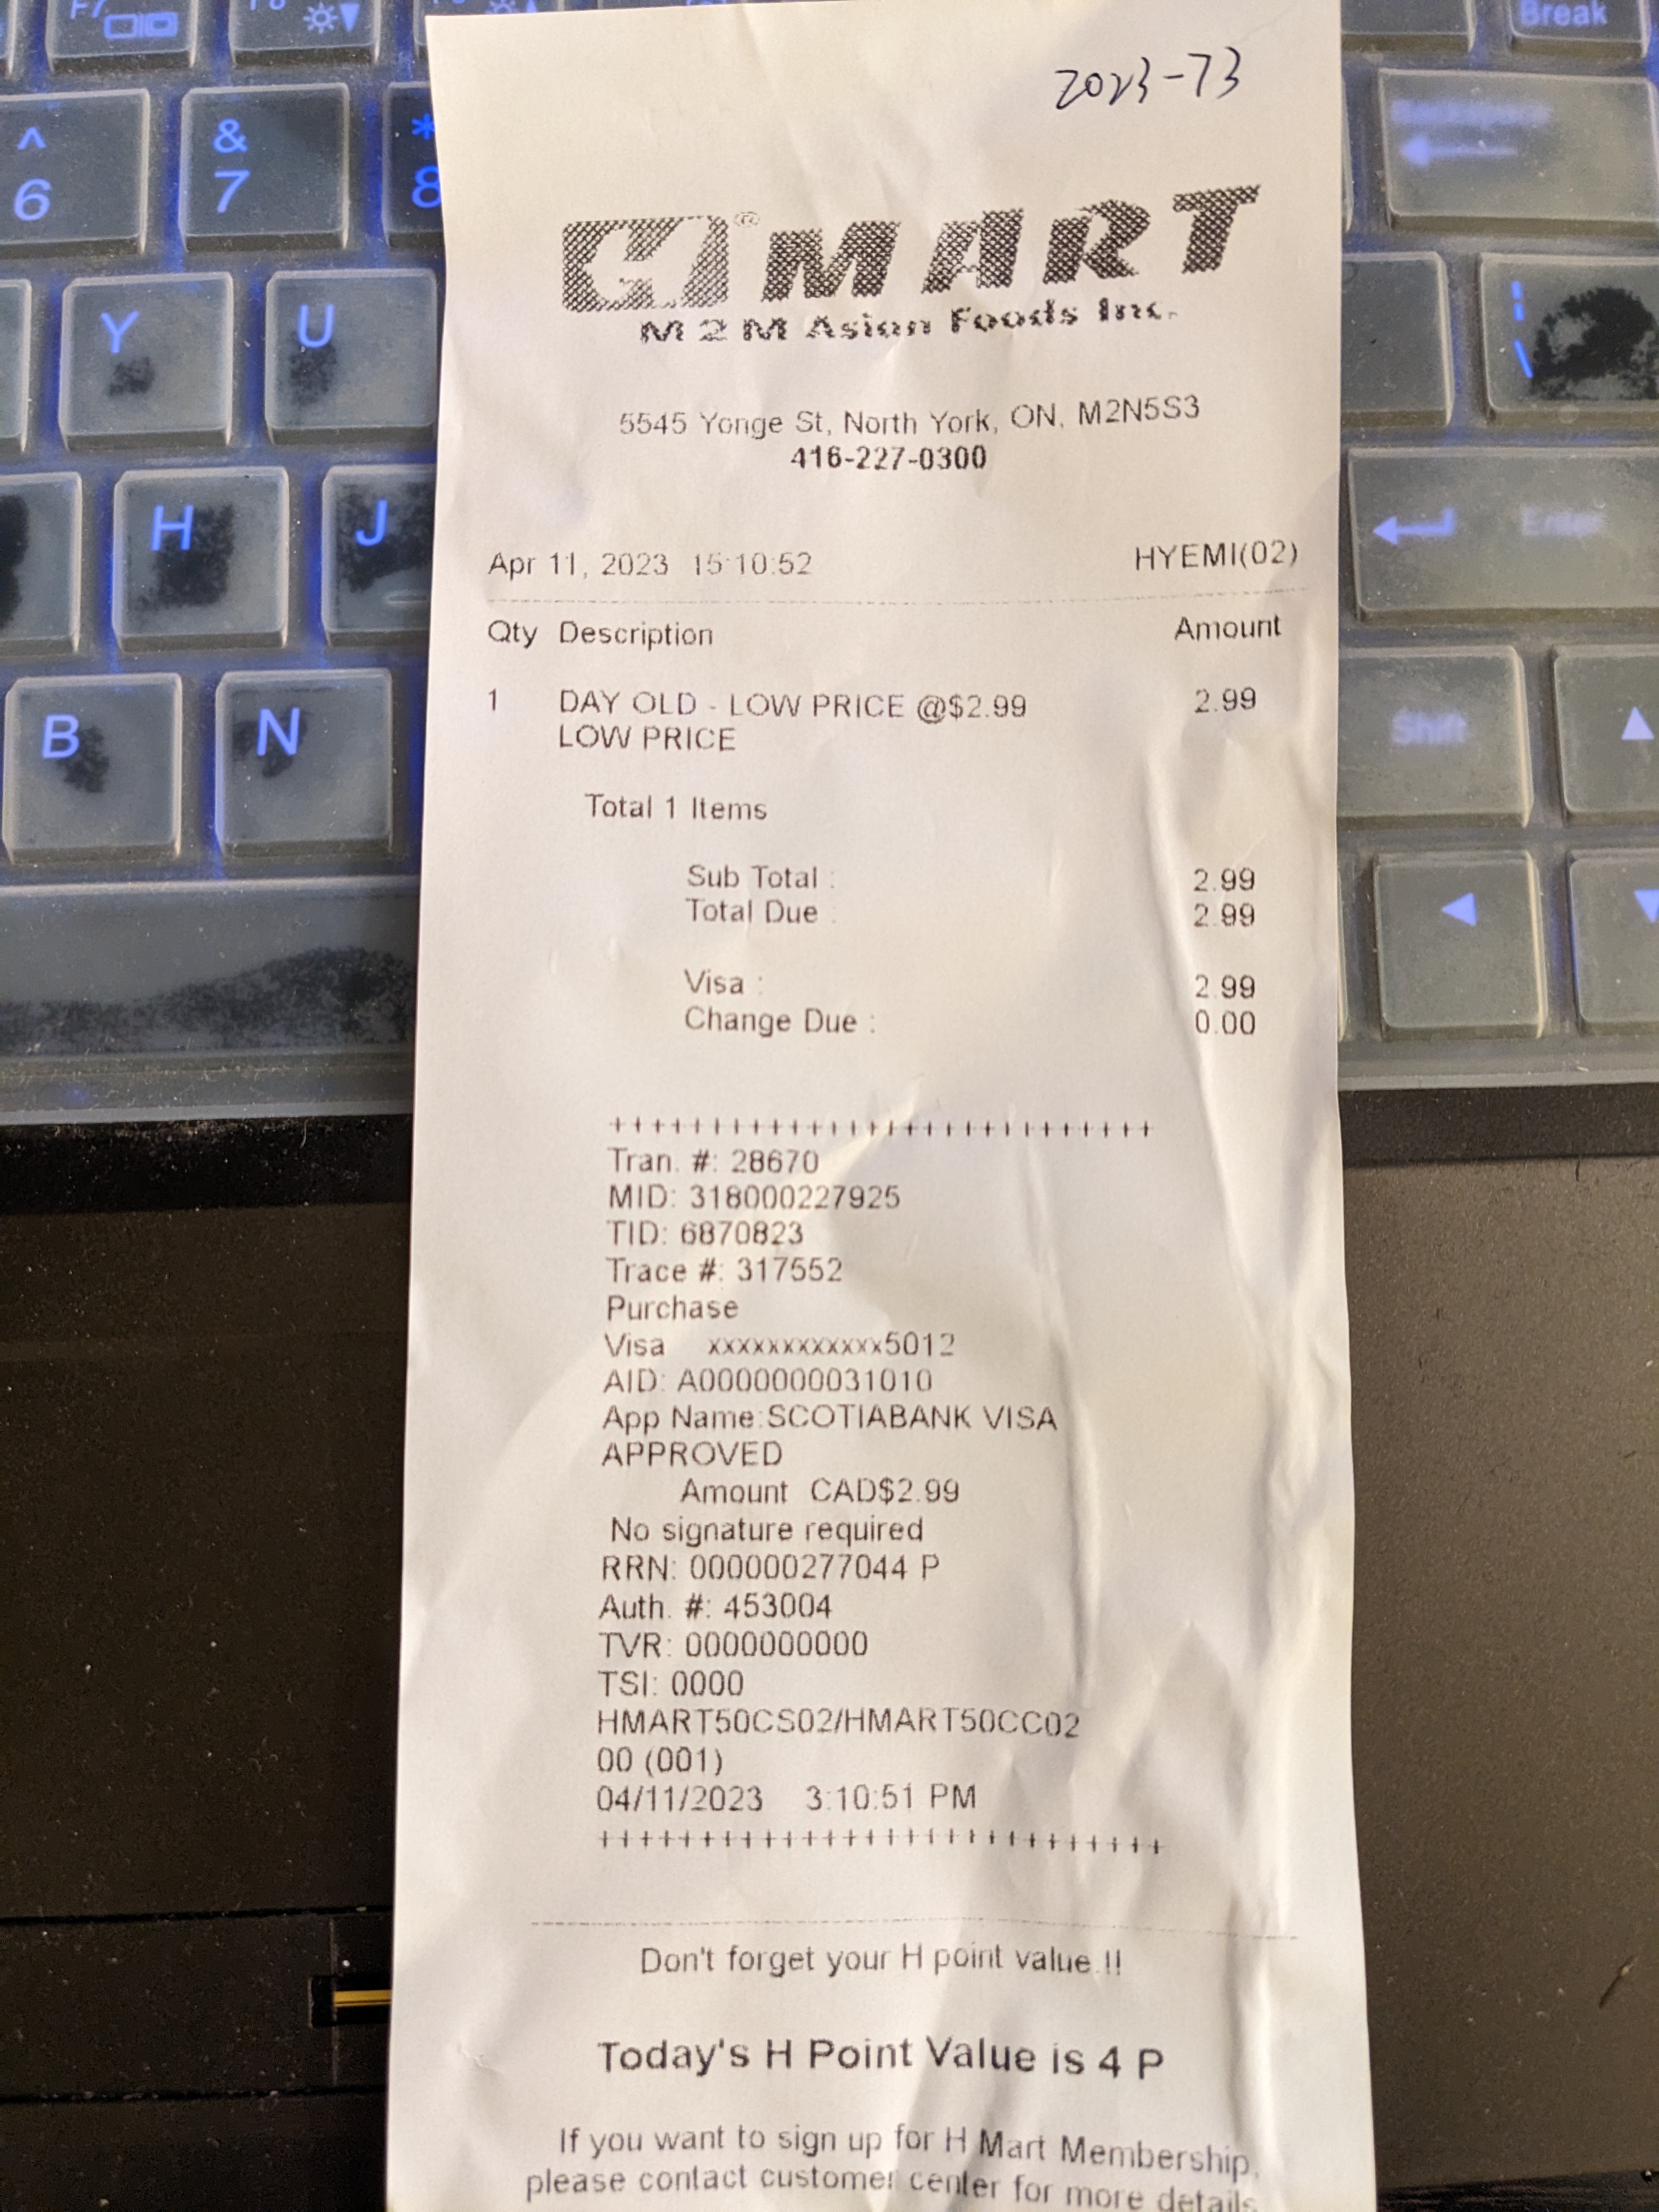 2023-73
H MART
M 2 M Asian Foods Inc.
5545 Yonge St, North York, ON, M2N5S3
416-227-0300
Apr 11, 2023 15:10:52 HYEMI(02)
Qty Description Amount
1 DAY OLD - LOW PRICE @$2.99 2.99
LOW PRICE
Total 1 Items
Sub Total : 2.99
Total Due : 2.99
Visa : 2.99
Change Due : 0.00
++++++++++++++++++++++++++++
Tran. #: 28670
MID: 318000227925
TID: 6870823
Trace #: 317552
Purchase
Visa xxxxxxxxxxxx5012
AID: A0000000031010
App Name:SCOTIABANK VISA
APPROVED
Amount CAD$2.99
No signature required
RRN: 000000277044 P
Auth. #: 453004
TVR: 0000000000
TSI: 0000
HMART50CS02/HMART50CC02
00 (001)
04/11/2023 3:10:51 PM
++++++++++++++++++++++++++++
Don't forget your H point value.!!
Today's H Point Value is 4 P
If you want to sign up for H Mart Membership,
please contact customer center for more details
F7
Break
^ & *
6 7 8
Y U
H J
Enter
B N
Shift